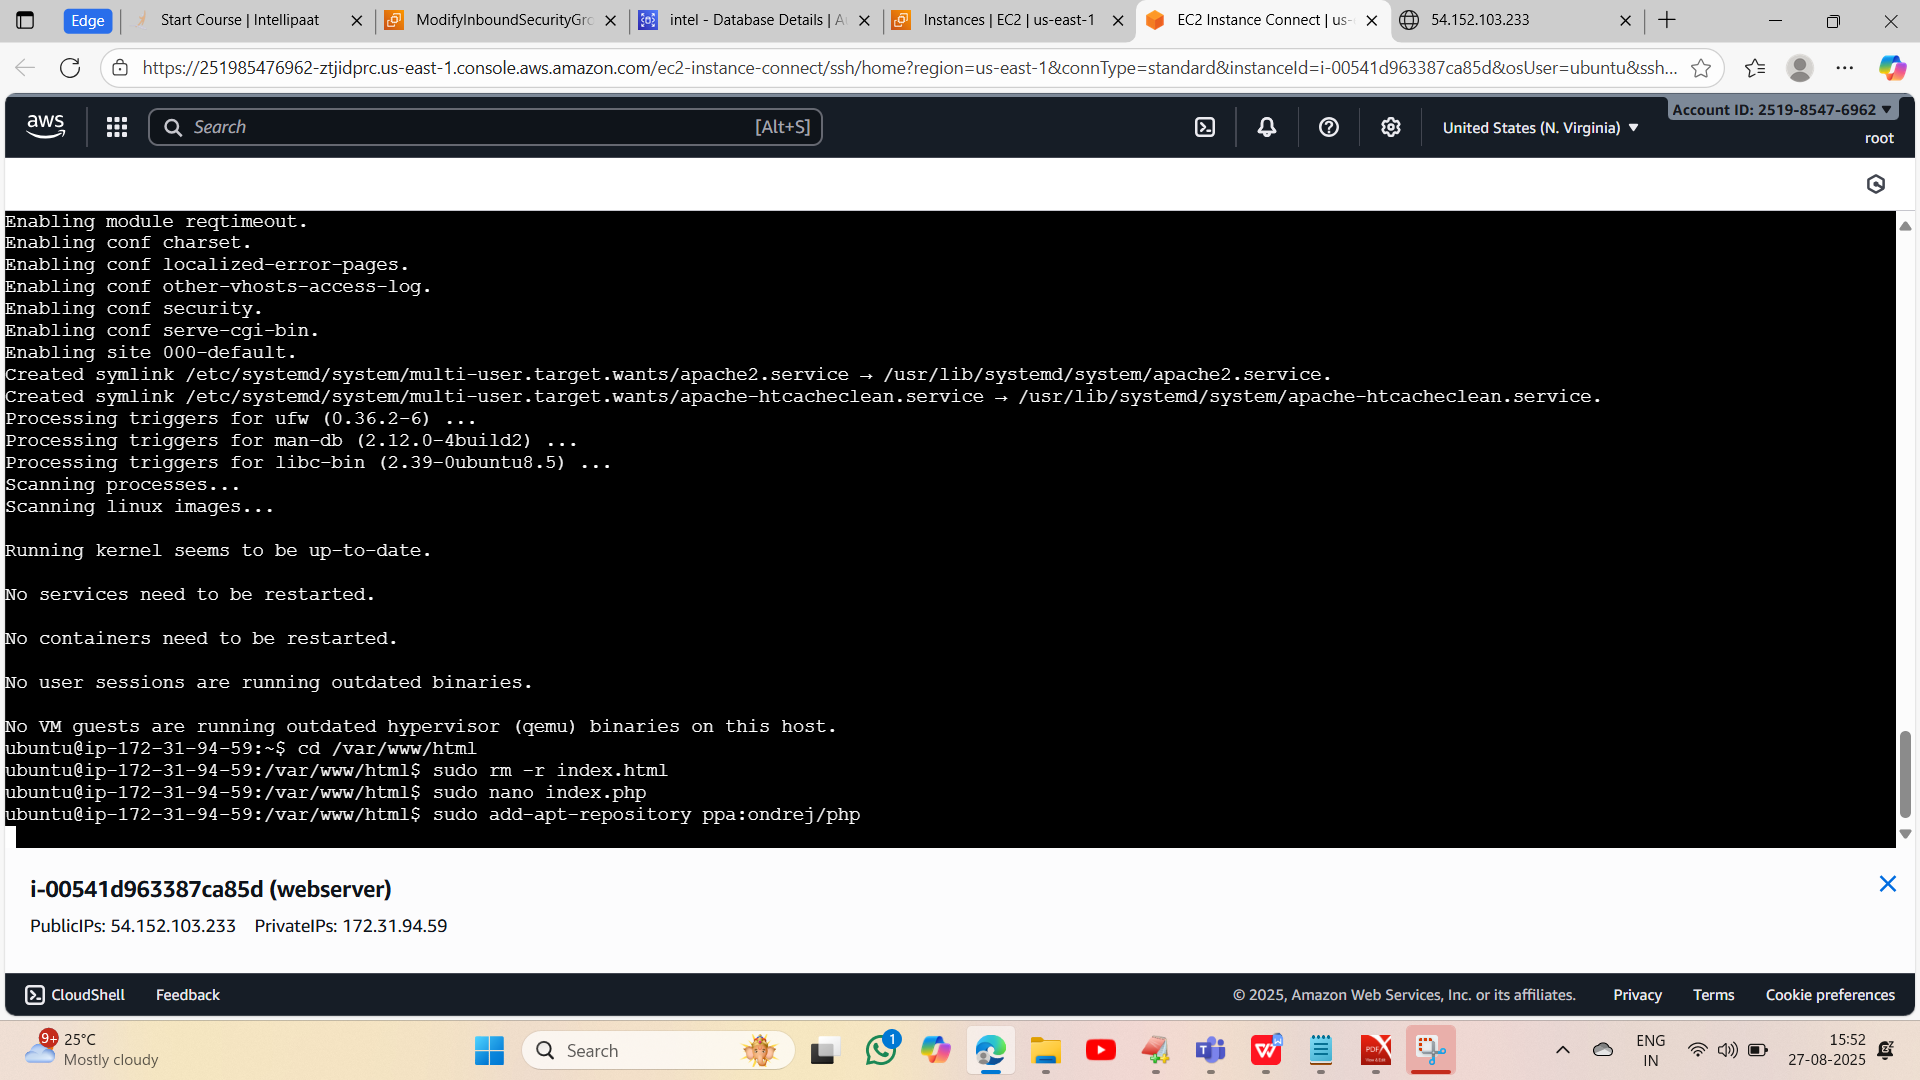 Edge
Start Course | Intellipaat
ModifyInboundSecurityGro
intel - Database Details | A
Instances | EC2 | us-east-1
EC2 Instance Connect | us-
54.152.103.233
https://251985476962-ztjidprc.us-east-1.console.aws.amazon.com/ec2-instance-connect/ssh/home?region=us-east-1&connType=standard&instanceId=i-00541d963387ca85d&osUser=ubuntu&ssh...
aws
Search
[Alt+S]
United States (N. Virginia)
Account ID: 2519-8547-6962
root
Enabling module reqtimeout.
Enabling conf charset.
Enabling conf localized-error-pages.
Enabling conf other-vhosts-access-log.
Enabling conf security.
Enabling conf serve-cgi-bin.
Enabling site 000-default.
Created symlink /etc/systemd/system/multi-user.target.wants/apache2.service → /usr/lib/systemd/system/apache2.service.
Created symlink /etc/systemd/system/multi-user.target.wants/apache-htcacheclean.service → /usr/lib/systemd/system/apache-htcacheclean.service.
Processing triggers for ufw (0.36.2-6) ...
Processing triggers for man-db (2.12.0-4build2) ...
Processing triggers for libc-bin (2.39-0ubuntu8.5) ...
Scanning processes...
Scanning linux images...
Running kernel seems to be up-to-date.
No services need to be restarted.
No containers need to be restarted.
No user sessions are running outdated binaries.
No VM guests are running outdated hypervisor (qemu) binaries on this host.
ubuntu@ip-172-31-94-59:~$ cd /var/www/html
ubuntu@ip-172-31-94-59:/var/www/html$ sudo rm -r index.html
ubuntu@ip-172-31-94-59:/var/www/html$ sudo nano index.php
ubuntu@ip-172-31-94-59:/var/www/html$ sudo add-apt-repository ppa:ondrej/php
i-00541d963387ca85d (webserver)
PublicIPs: 54.152.103.233 PrivateIPs: 172.31.94.59
CloudShell
Feedback
© 2025, Amazon Web Services, Inc. or its affiliates.
Privacy
Terms
Cookie preferences
9+
25°C
Mostly cloudy
Search
1
ENG
IN
15:52
27-08-2025